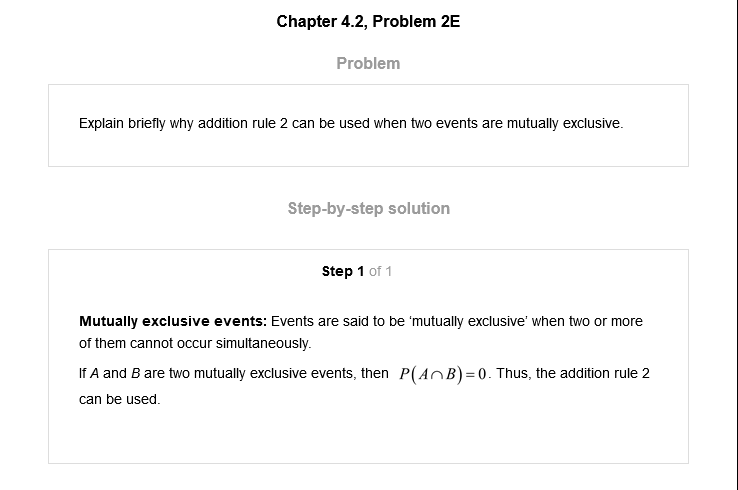 Chapter 4.2, Problem 2E
Problem
Explain briefly why addition rule 2 can be used when two events are mutually exclusive.
Step-by-step solution
Step 1 of 1
Mutually exclusive events: Events are said to be ‘mutually exclusive’ when two or more
of them cannot occur simultaneously.
If A and B are two mutually exclusive events, then P(A∩B)=0. Thus, the addition rule 2
can be used.